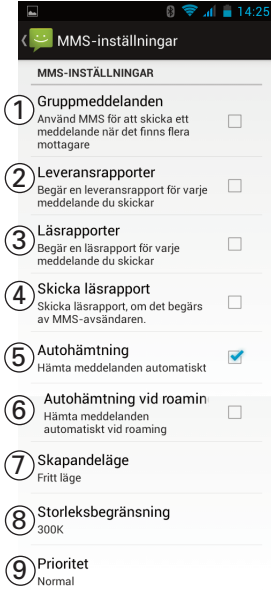 14:25
MMS-inställningar
MMS-INSTÄLLNINGAR
1 Gruppmeddelanden
Använd MMS för att skicka ett
meddelande när det finns flera
mottagare
2 Leveransrapporter
Begär en leveransrapport för varje
meddelande du skickar
3 Läsrapporter
Begär en läsrapport för varje
meddelande du skickar
4 Skicka läsrapport
Skicka läsrapport, om det begärs
av MMS-avsändaren.
5 Autohämtning
Hämta meddelanden automatiskt
6 Autohämtning vid roamin
Hämta meddelanden
automatiskt vid roaming
7 Skapandeläge
Fritt läge
8 Storleksbegränsning
300K
9 Prioritet
Normal